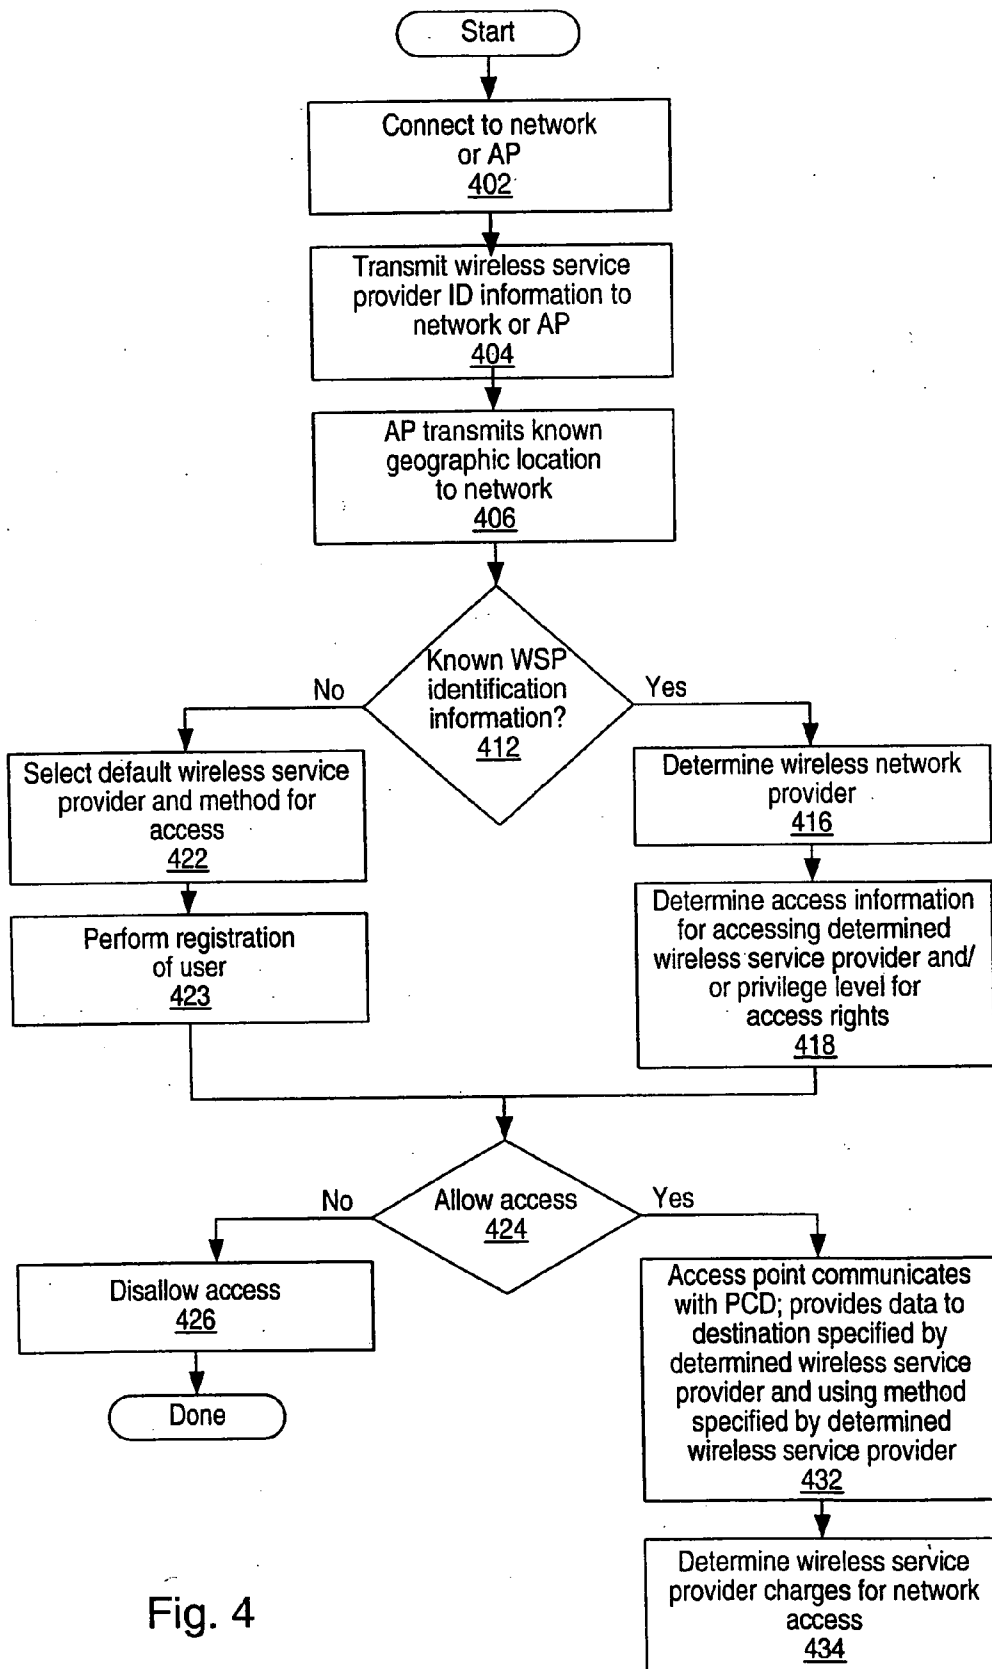 Start
Connect to network
or AP
402
Transmit wireless service
provider ID information to
network or AP
404
AP transmits known
geographic location
to network
406
Known WSP
identification
information?
412
No
Yes
Select default wireless service
provider and method for
access
422
Perform registration
of user
423
Determine wireless network
provider
416
Determine access information
for accessing determined
wireless service provider and/
or privilege level for
access rights
418
Allow access
424
No
Yes
Disallow access
426
Done
Access point communicates
with PCD; provides data to
destination specified by
determined wireless service
provider and using method
specified by determined
wireless service provider
432
Determine wireless service
provider charges for network
access
434
Fig. 4